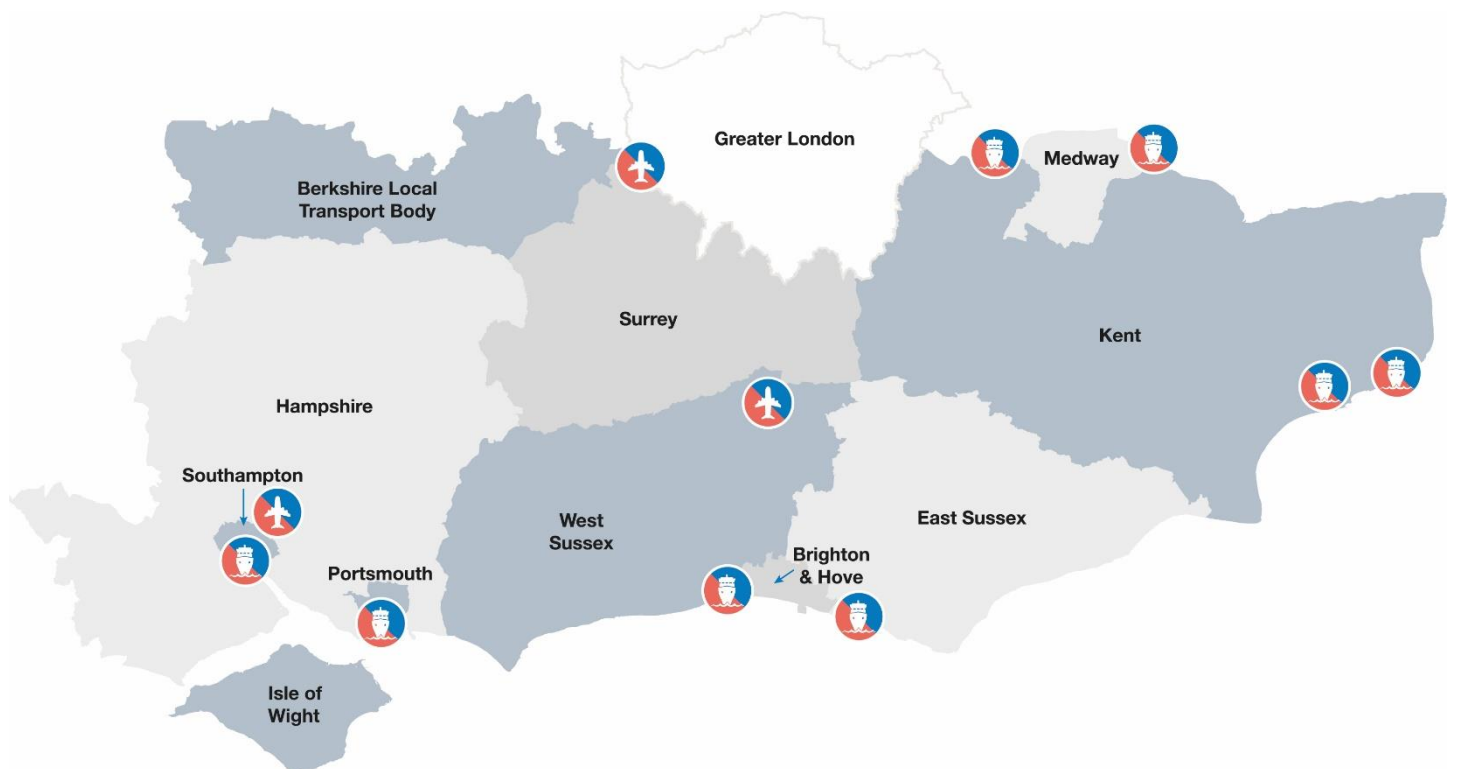 Greater London
Medway
Berkshire Local
Transport Body
Surrey
Kent
Hampshire
Southampton
West
Sussex
East Sussex
Brighton
& Hove
Portsmouth
Isle of
Wight